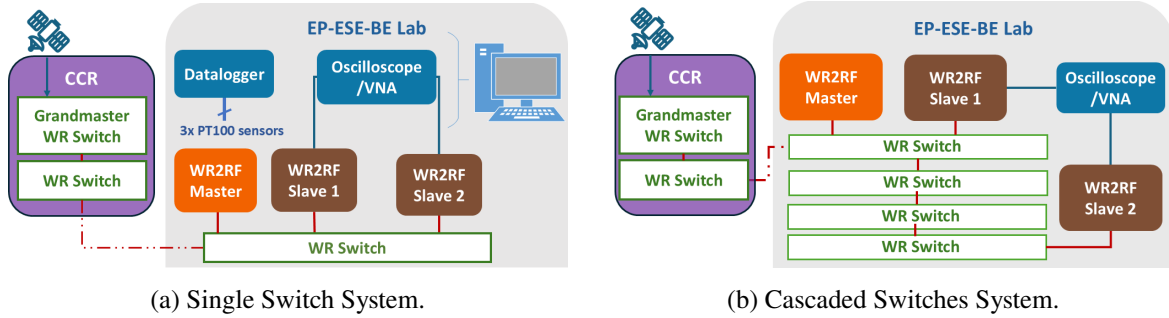 EP-ESE-BE Lab
CCR
Grandmaster
WR Switch
WR Switch
Datalogger
3x PT100 sensors
Oscilloscope
/VNA
WR2RF
Master
WR2RF
Slave 1
WR2RF
Slave 2
WR Switch
(a) Single Switch System.
EP-ESE-BE Lab
CCR
Grandmaster
WR Switch
WR Switch
WR2RF
Master
WR2RF
Slave 1
Oscilloscope
/VNA
WR Switch
WR Switch
WR Switch
WR Switch
WR2RF
Slave 2
(b) Cascaded Switches System.